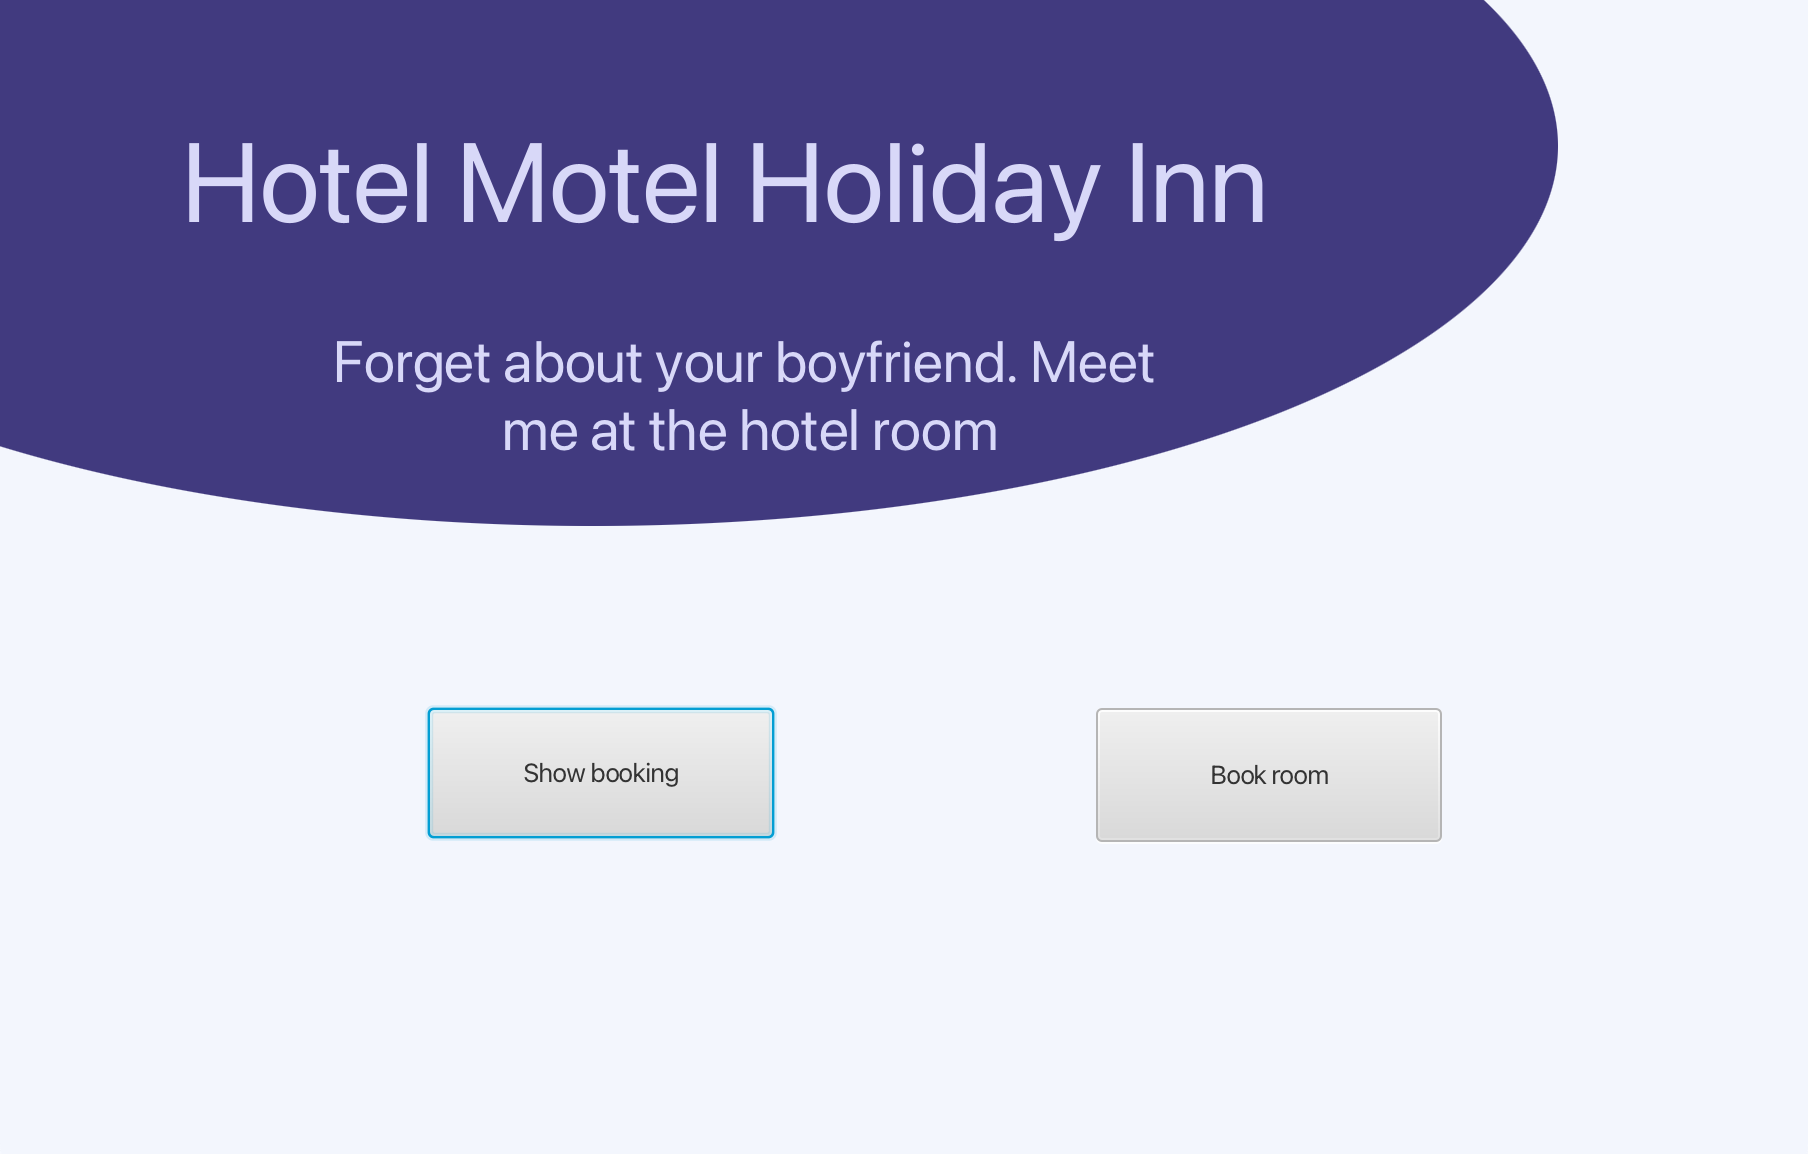 Hotel Motel Holiday Inn
Forget about your boyfriend. Meet
me at the hotel room
Show booking
Book room